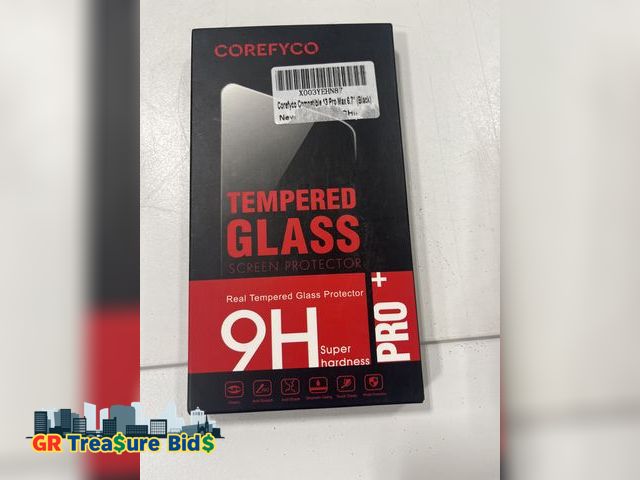 COREFYCO
X003YEHN87
Corefyco Compatible 13 Pro Max 6.7" (Black)
New
TEMPERED
GLASS
SCREEN PROTECTOR
Real Tempered Glass Protector
9H
Super
hardness
PRO +
GR Trea$ure Bid$